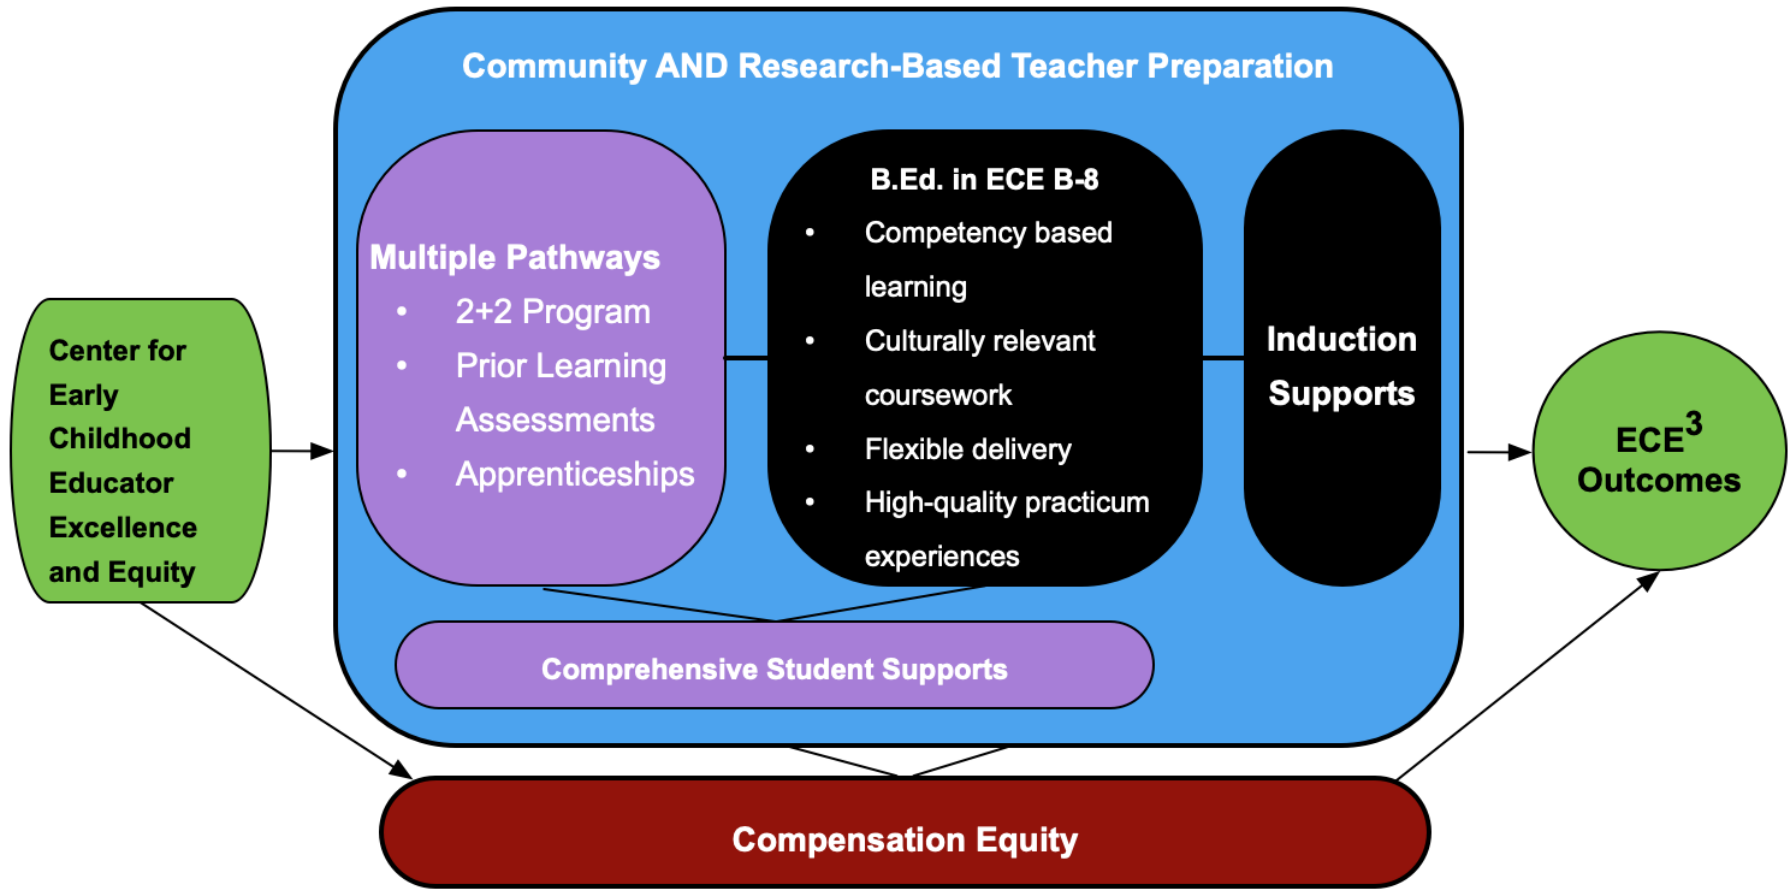 Community AND Research-Based Teacher Preparation
Center for
Early
Childhood
Educator
Excellence
and Equity
Multiple Pathways
• 2+2 Program
• Prior Learning
Assessments
• Apprenticeships
B.Ed. in ECE B-8
• Competency based
learning
• Culturally relevant
coursework
• Flexible delivery
• High-quality practicum
experiences
Induction
Supports
ECE³
Outcomes
Comprehensive Student Supports
Compensation Equity